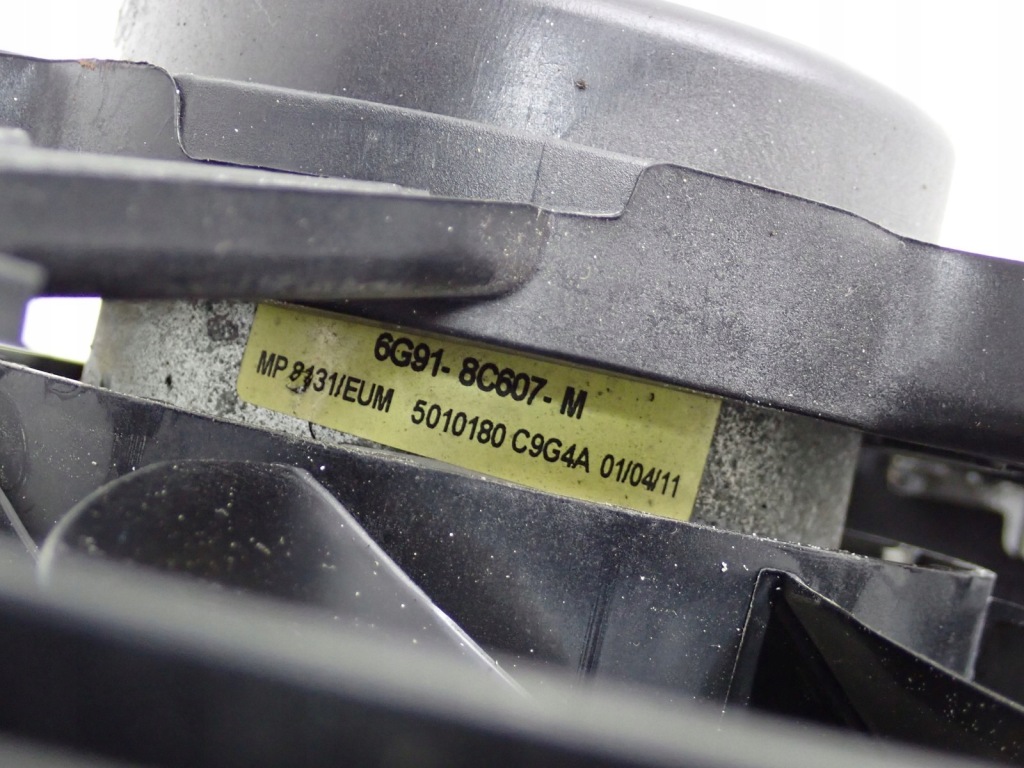 6G91- 8C607- M
MP 8131/EUM 5010180 C9G4A 01/04/11